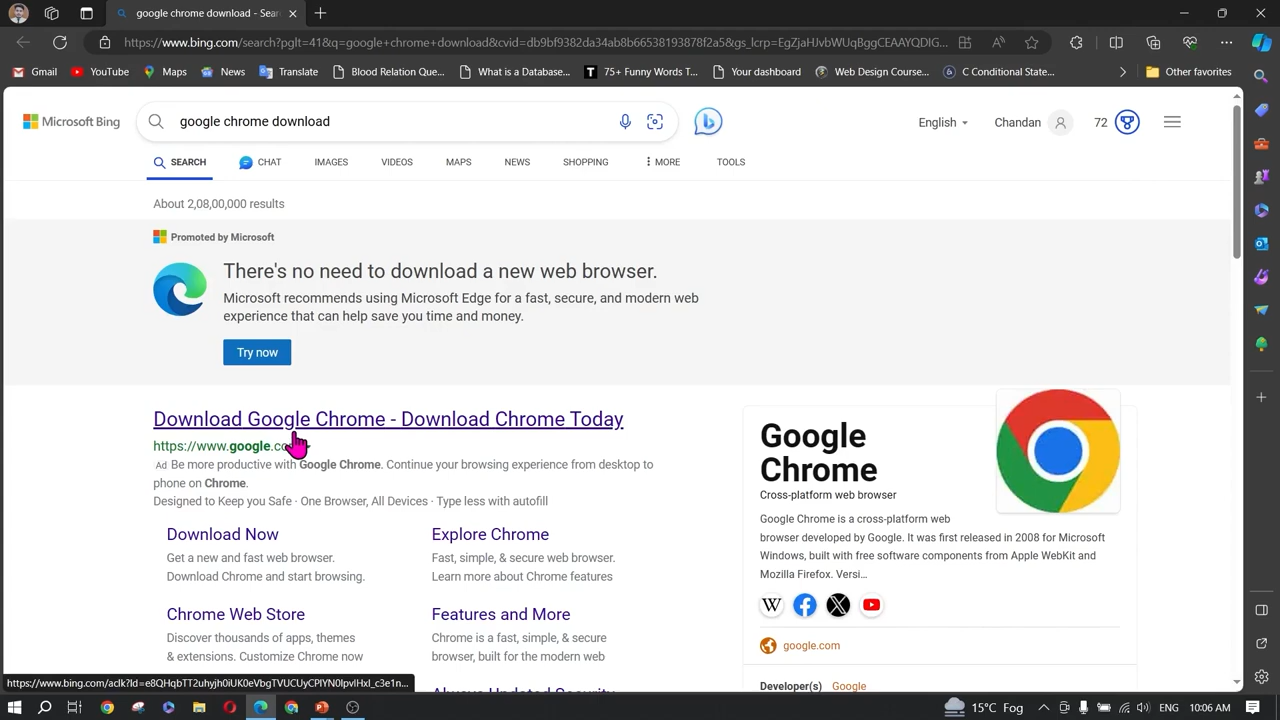 google chrome download - Sear
https://www.bing.com/search?pglt=41&q=google+chrome+download&cvid=db9bf9382da34ab8b66538193878f2a5&gs_lcrp=EgZjaHJvbWUqBggCEAAYQDIG...
Gmail
YouTube
Maps
News
Translate
Blood Relation Que...
What is a Database...
75+ Funny Words T...
Your dashboard
Web Design Course...
C Conditional State...
Other favorites
Microsoft Bing
google chrome download
English
Chandan
72
SEARCH
CHAT
IMAGES
VIDEOS
MAPS
NEWS
SHOPPING
MORE
TOOLS
About 2,08,00,000 results
Promoted by Microsoft
There's no need to download a new web browser.
Microsoft recommends using Microsoft Edge for a fast, secure, and modern web
experience that can help save you time and money.
Try now
Download Google Chrome - Download Chrome Today
https://www.google.co
Ad Be more productive with Google Chrome. Continue your browsing experience from desktop to
phone on Chrome.
Designed to Keep you Safe · One Browser, All Devices · Type less with autofill
Download Now
Get a new and fast web browser.
Download Chrome and start browsing.
Explore Chrome
Fast, simple, & secure web browser.
Learn more about Chrome features
Chrome Web Store
Discover thousands of apps, themes
& extensions. Customize Chrome now
Features and More
Chrome is a fast, simple, & secure
browser, built for the modern web
Always Updated Security
Google
Chrome
Cross-platform web browser
Google Chrome is a cross-platform web
browser developed by Google. It was first released in 2008 for Microsoft
Windows, built with free software components from Apple WebKit and
Mozilla Firefox. Versi...
W
google.com
Developer(s) Google
15°C Fog
ENG
10:06 AM